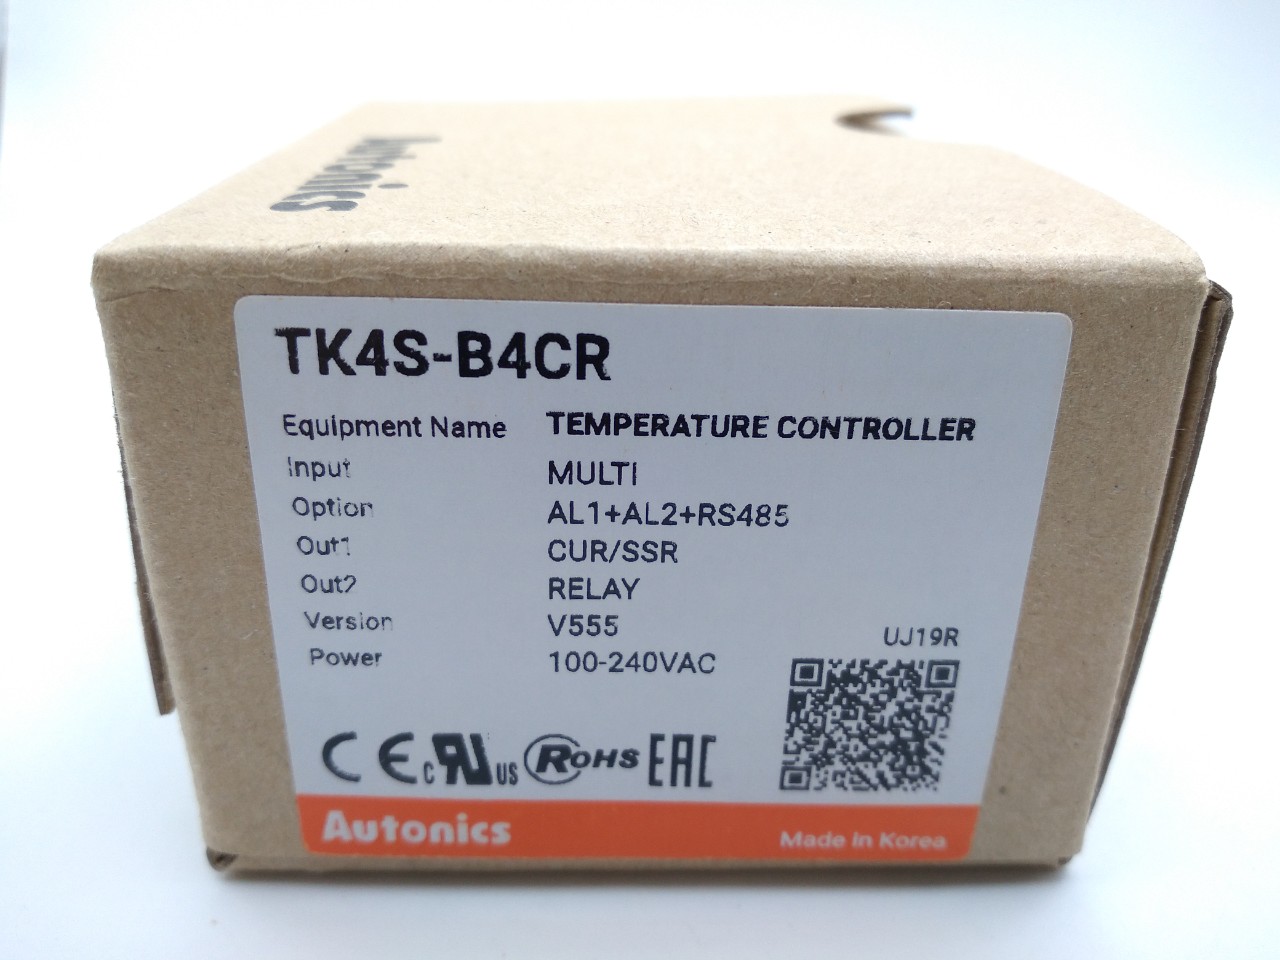 Autonics
TK4S-B4CR
Equipment Name TEMPERATURE CONTROLLER
Input MULTI
Option AL1+AL2+RS485
Out1 CUR/SSR
Out2 RELAY
Version V555
Power 100-240VAC
UJ19R
CE c RU US RoHS EAC
Autonics
Made in Korea